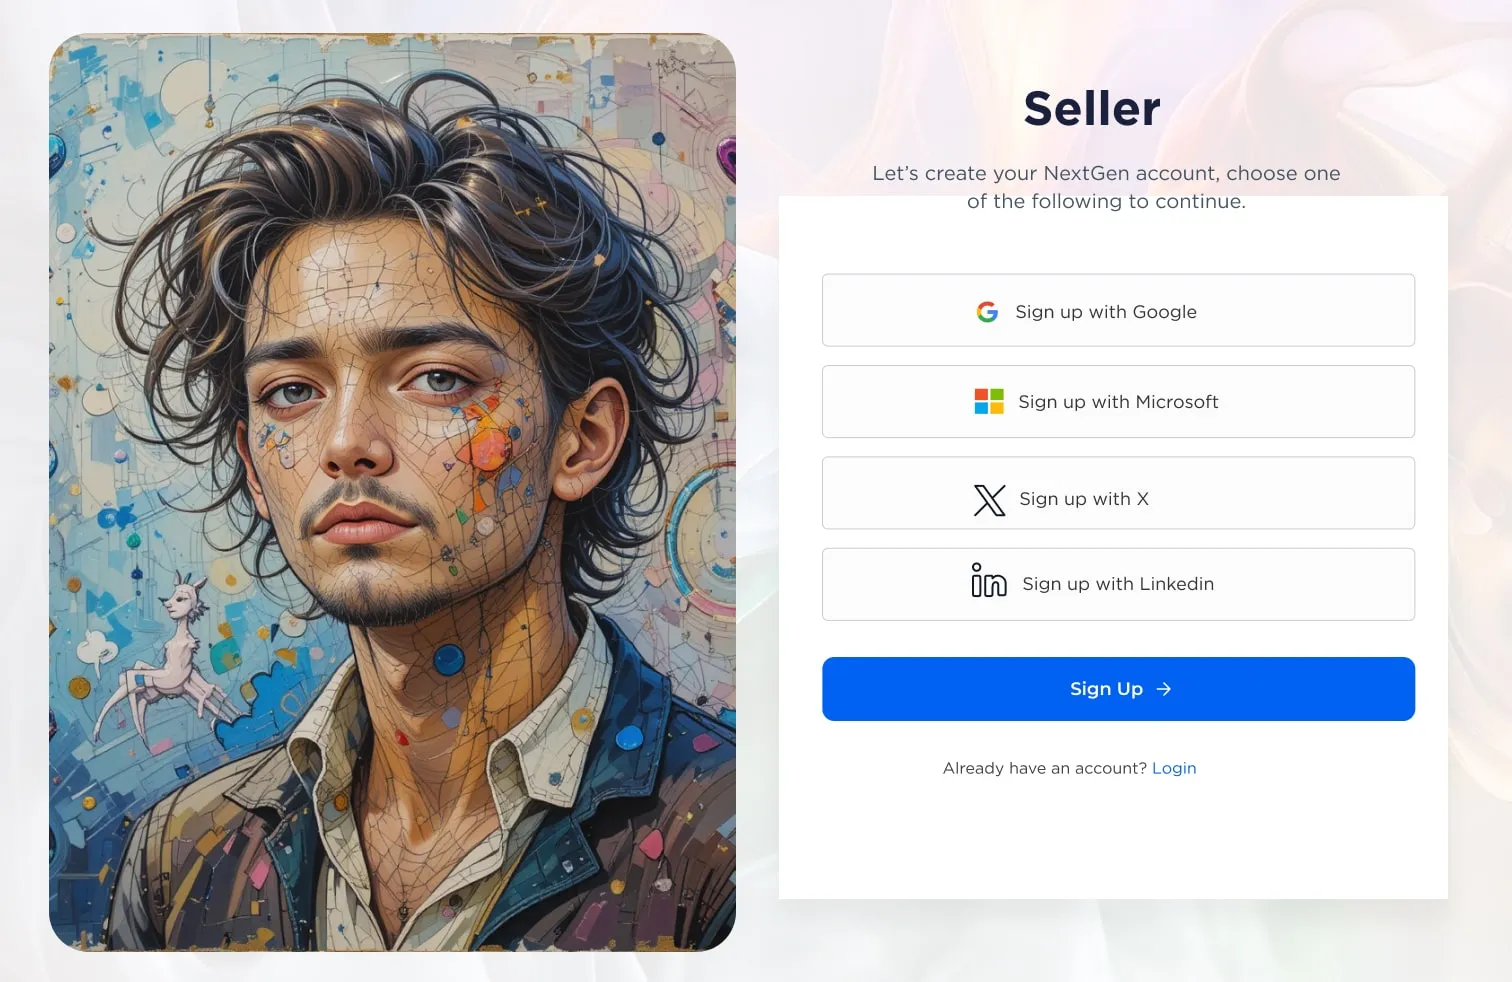 Seller
Let’s create your NextGen account, choose one
of the following to continue.
Sign up with Google
Sign up with Microsoft
Sign up with X
Sign up with Linkedin
Sign Up →
Already have an account? Login